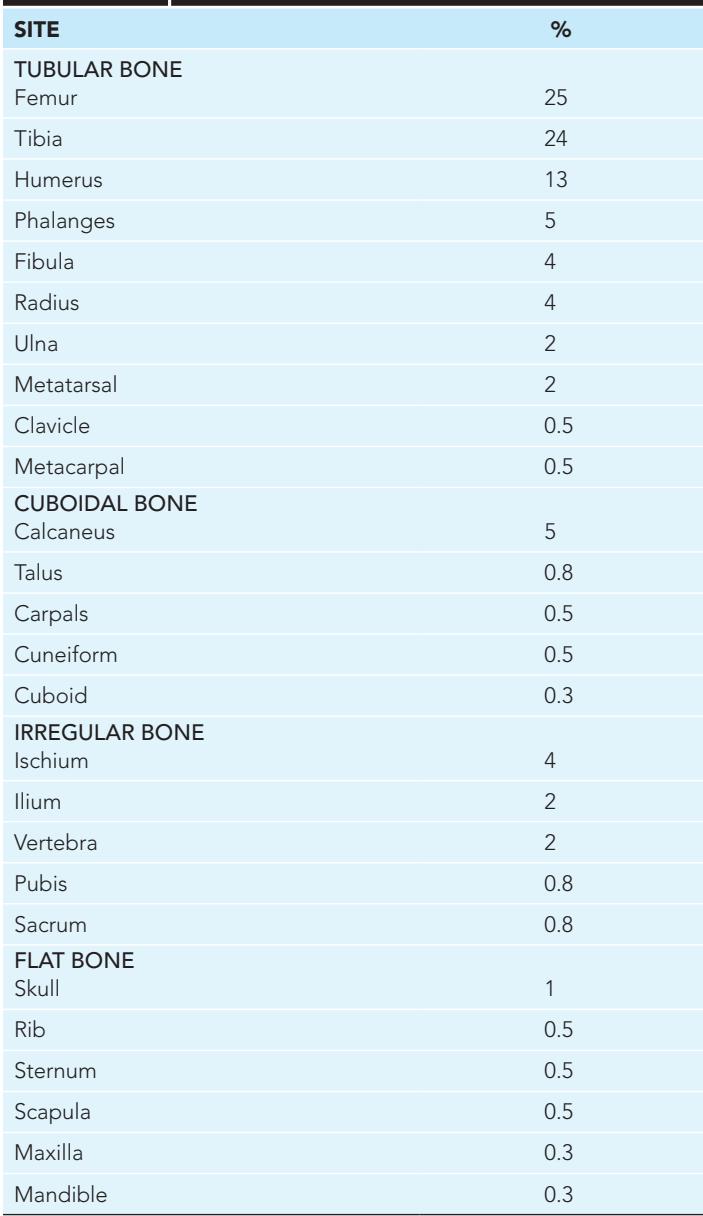 SITE %
TUBULAR BONE
Femur 25
Tibia 24
Humerus 13
Phalanges 5
Fibula 4
Radius 4
Ulna 2
Metatarsal 2
Clavicle 0.5
Metacarpal 0.5
CUBOIDAL BONE
Calcaneus 5
Talus 0.8
Carpals 0.5
Cuneiform 0.5
Cuboid 0.3
IRREGULAR BONE
Ischium 4
Ilium 2
Vertebra 2
Pubis 0.8
Sacrum 0.8
FLAT BONE
Skull 1
Rib 0.5
Sternum 0.5
Scapula 0.5
Maxilla 0.3
Mandible 0.3